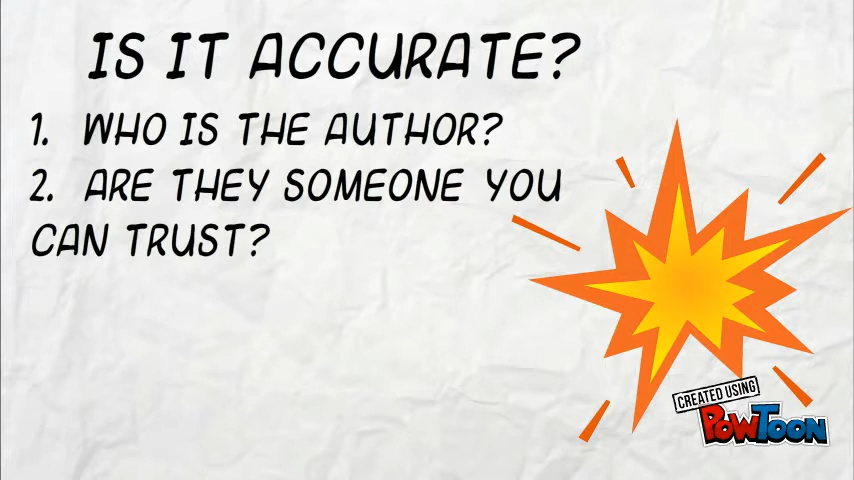 IS IT ACCURATE?
1. WHO IS THE AUTHOR?
2. ARE THEY SOMEONE YOU
CAN TRUST?
CREATED USING
POWTOON